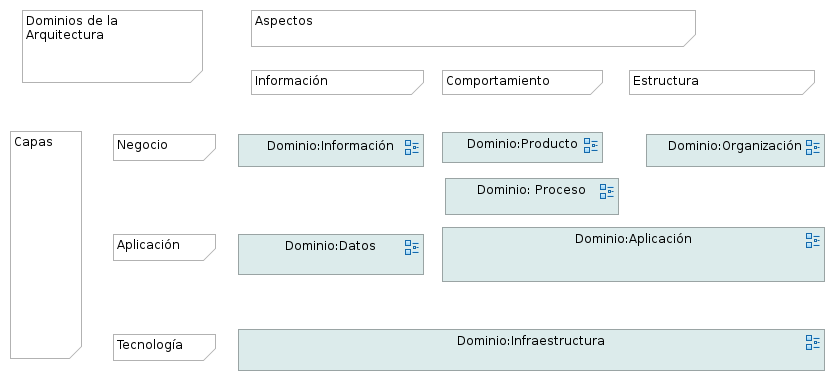 Dominios de la
Arquitectura
Aspectos
Información
Comportamiento
Estructura
Capas
Negocio
Dominio:Información
Dominio:Producto
Dominio:Organización
Dominio: Proceso
Aplicación
Dominio:Datos
Dominio:Aplicación
Tecnología
Dominio:Infraestructura